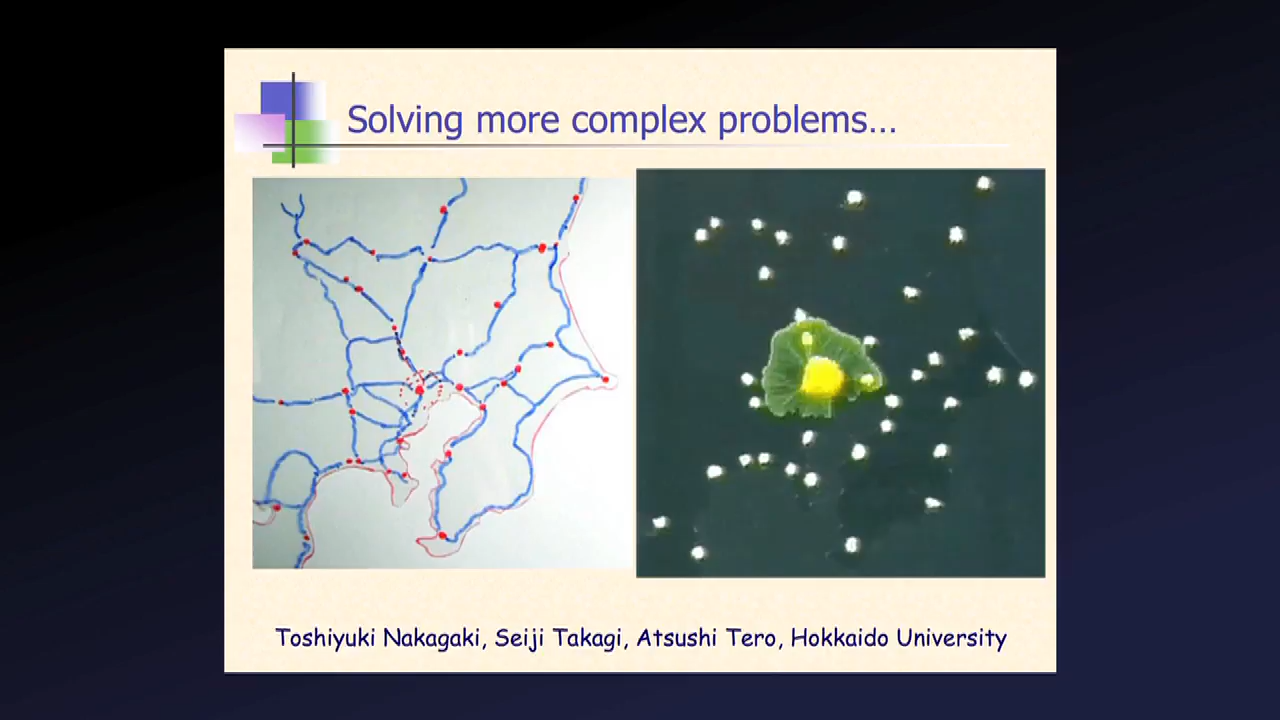 Solving more complex problems...
Toshiyuki Nakagaki, Seiji Takagi, Atsushi Tero, Hokkaido University